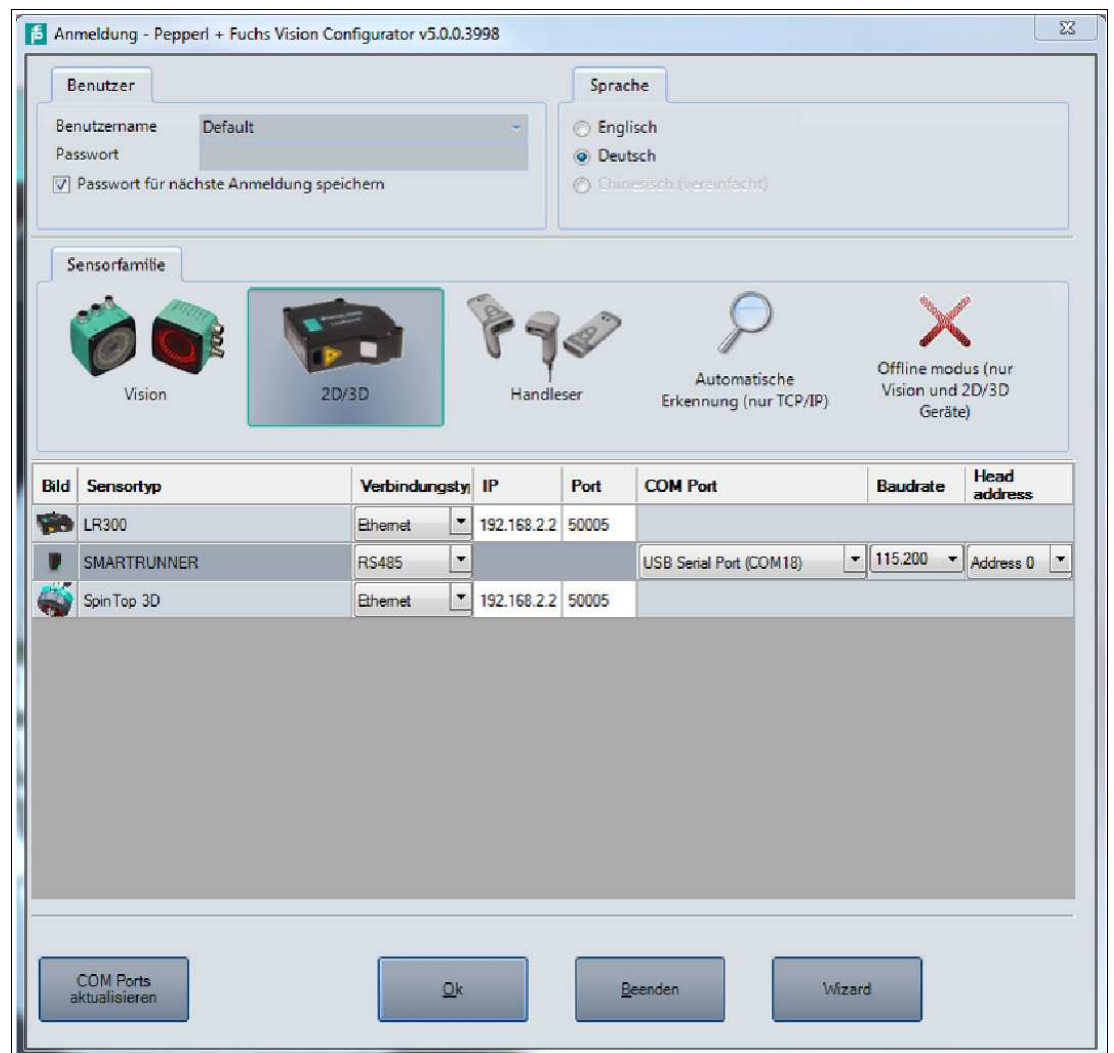 Anmeldung - Pepperl + Fuchs Vision Configurator v5.0.0.3998
Benutzer
Benutzername Default
Passwort
Passwort für nächste Anmeldung speichern
Sprache
Englisch
Deutsch
Chinesisch (vereinfacht)
Sensorfamilie
Vision
2D/3D
Handleser
Automatische
Erkennung (nur TCP/IP)
Offline modus (nur
Vision und 2D/3D
Geräte)
Bild Sensortyp Verbindungsty IP Port COM Port Baudrate Head address
LR300 Ethernet 192.168.2.2 50005
SMARTRUNNER RS485 USB Serial Port (COM18) 115.200 Address 0
SpinTop 3D Ethernet 192.168.2.2 50005
COM Ports
aktualisieren
Ok
Beenden
Wizard